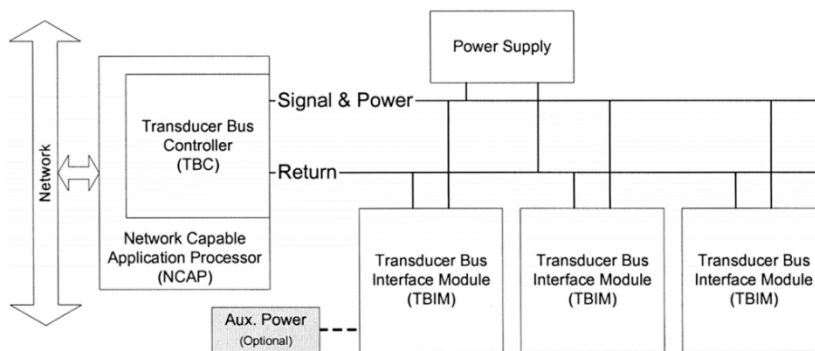 Power Supply
Signal & Power
Transducer Bus
Controller
(TBC)
Network
Return
Network Capable
Application Processor
(NCAP)
Transducer Bus
Interface Module
(TBIM)
Transducer Bus
Interface Module
(TBIM)
Transducer Bus
Interface Module
(TBIM)
Aux. Power
(Optional)